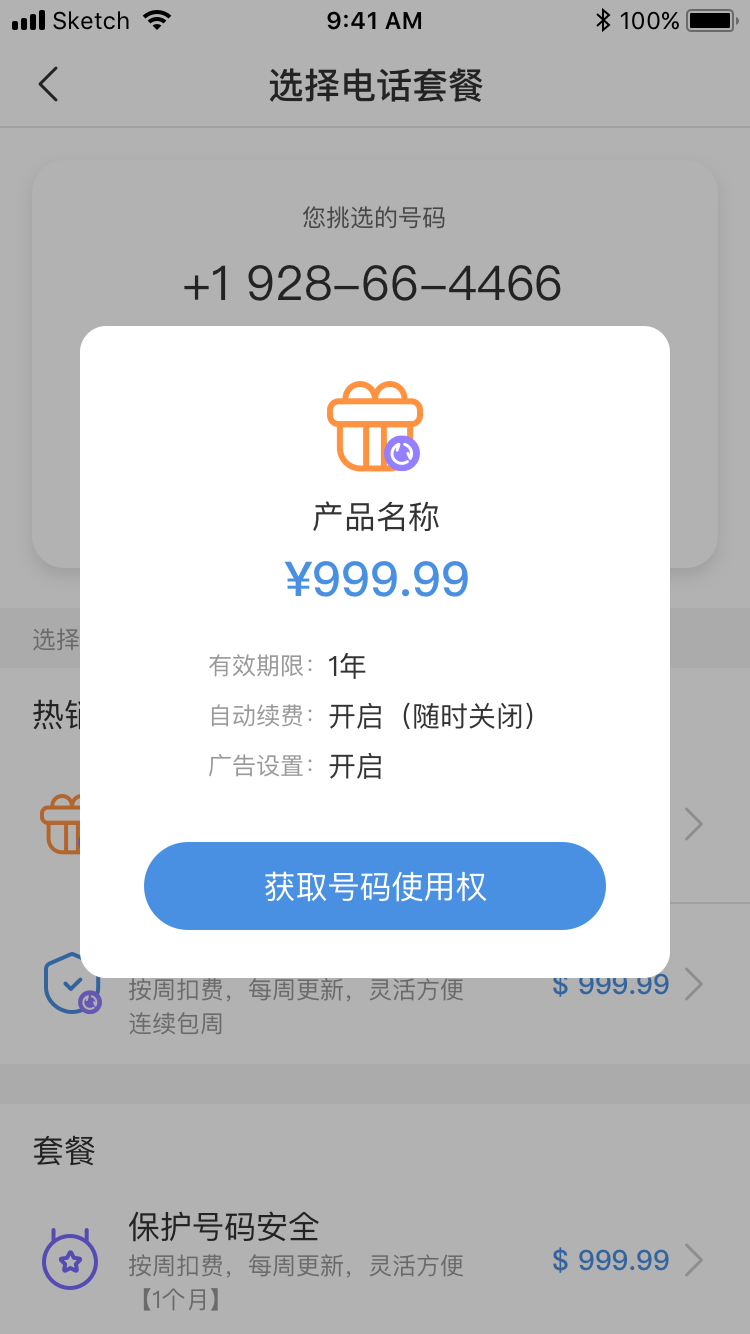 Sketch 9:41 AM 100%
选择电话套餐
您挑选的号码
+1 928-66-4466
产品名称
¥999.99
选择
有效期限： 1年
自动续费： 开启（随时关闭）
热
广告设置： 开启
获取号码使用权
按周扣费，每周更新，灵活方便
$ 999.99
连续包周
套餐
保护号码安全
按周扣费，每周更新，灵活方便
$ 999.99
【1个月】